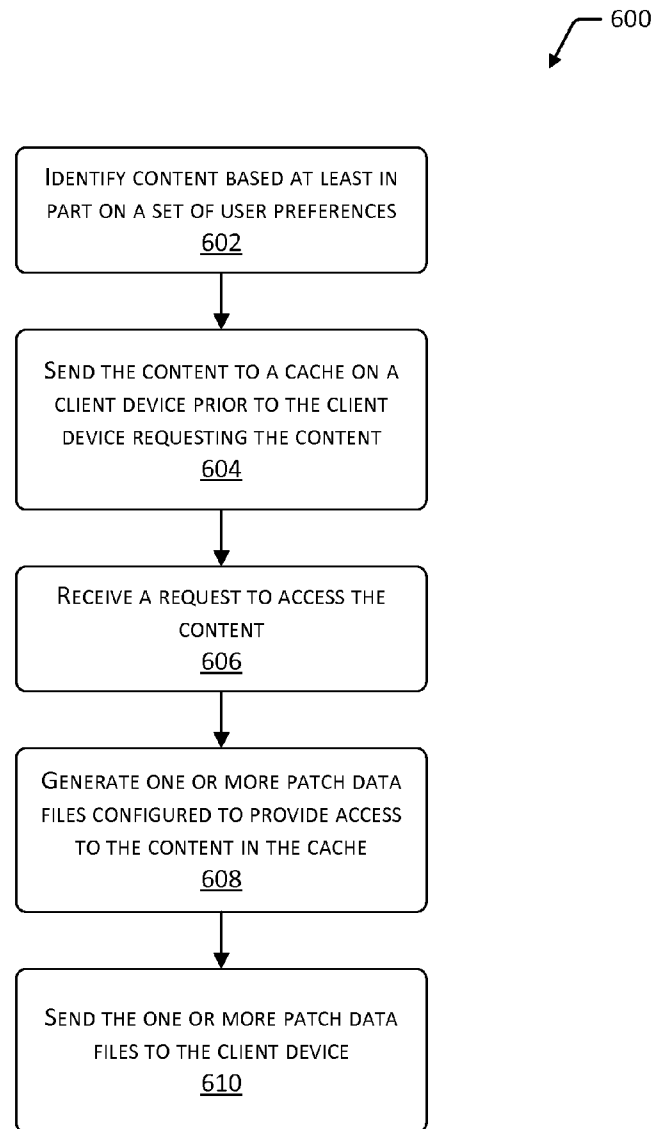 600
IDENTIFY CONTENT BASED AT LEAST IN
PART ON A SET OF USER PREFERENCES
602
SEND THE CONTENT TO A CACHE ON A
CLIENT DEVICE PRIOR TO THE CLIENT
DEVICE REQUESTING THE CONTENT
604
RECEIVE A REQUEST TO ACCESS THE
CONTENT
606
GENERATE ONE OR MORE PATCH DATA
FILES CONFIGURED TO PROVIDE ACCESS
TO THE CONTENT IN THE CACHE
608
SEND THE ONE OR MORE PATCH DATA
FILES TO THE CLIENT DEVICE
610